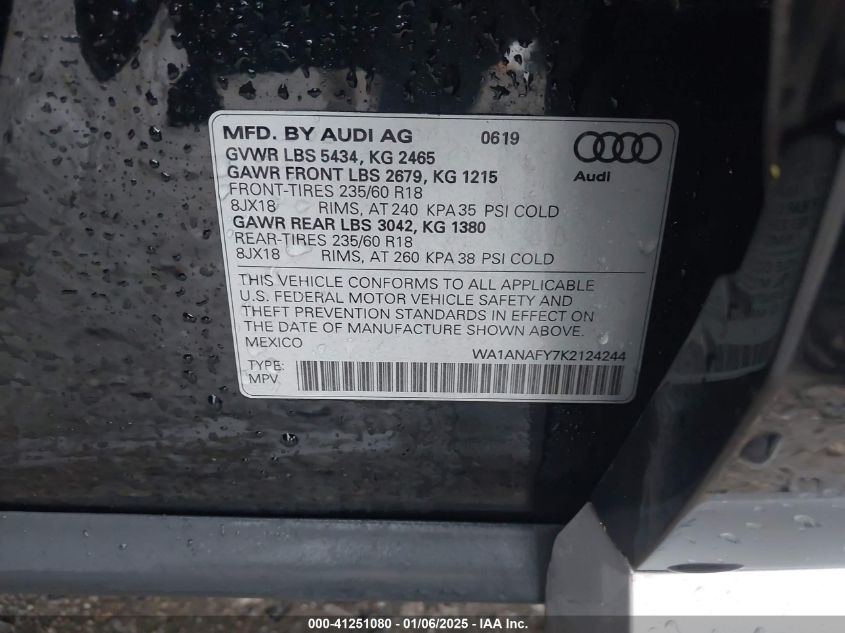 MFD. BY AUDI AG 0619
GVWR LBS 5434, KG 2465
GAWR FRONT LBS 2679, KG 1215
Audi
FRONT-TIRES 235/60 R18
8JX18 RIMS, AT 240 KPA 35 PSI COLD
GAWR REAR LBS 3042, KG 1380
REAR-TIRES 235/60 R18
8JX18 RIMS, AT 260 KPA 38 PSI COLD
THIS VEHICLE CONFORMS TO ALL APPLICABLE
U.S. FEDERAL MOTOR VEHICLE SAFETY AND
THEFT PREVENTION STANDARDS IN EFFECT ON
THE DATE OF MANUFACTURE SHOWN ABOVE.
MEXICO WA1ANAFY7K2124244
TYPE:
MPV
000-41251080 - 01/06/2025 - IAA Inc.